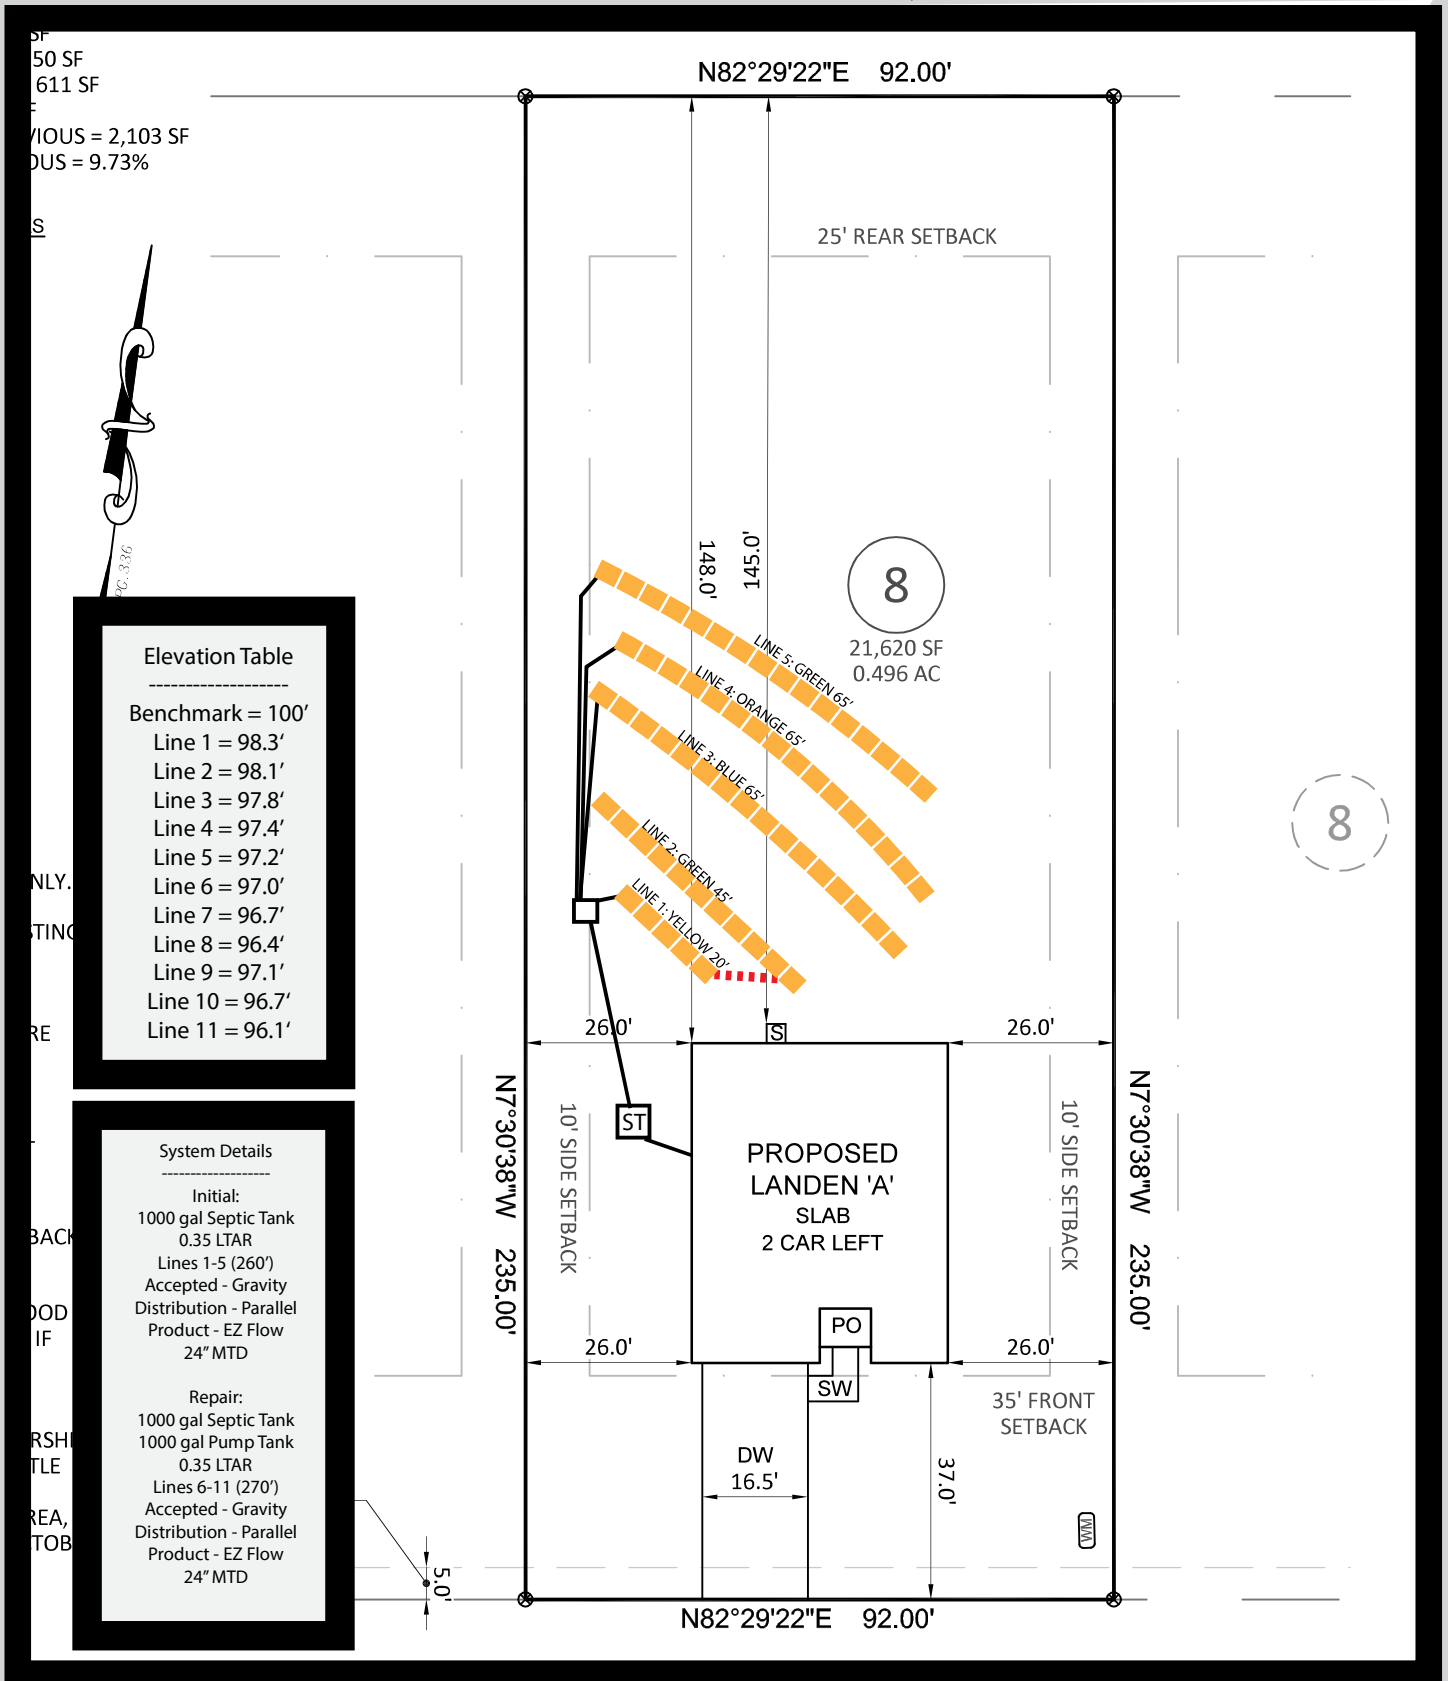 SF
50 SF
611 SF
F
VIOUS = 2,103 SF
OUS = 9.73%
S
N82°29'22"E 92.00'
25' REAR SETBACK
PG. 336
148.0'
145.0'
8
21,620 SF
0.496 AC
8
LINE 5: GREEN 65'
LINE 4: ORANGE 65'
LINE 3: BLUE 65'
LINE 2: GREEN 45'
LINE 1: YELLOW 20'
Elevation Table
-------------------
Benchmark = 100’
Line 1 = 98.3‘
Line 2 = 98.1’
Line 3 = 97.8‘
Line 4 = 97.4’
Line 5 = 97.2‘
Line 6 = 97.0’
Line 7 = 96.7’
Line 8 = 96.4‘
Line 9 = 97.1’
Line 10 = 96.7‘
Line 11 = 96.1‘
NLY.
STING
RE
BACK
OOD
IF
RSHI
TLE
REA,
TOB
26.0'
S
26.0'
ST
N7°30'38"W 235.00'
10' SIDE SETBACK
PROPOSED
LANDEN 'A'
SLAB
2 CAR LEFT
10' SIDE SETBACK
N7°30'38"W 235.00'
PO
26.0'
26.0'
SW
35' FRONT
SETBACK
DW
16.5'
37.0'
WM
5.0'
N82°29'22"E 92.00'
System Details
-------------------
Initial:
1000 gal Septic Tank
0.35 LTAR
Lines 1-5 (260’)
Accepted - Gravity
Distribution - Parallel
Product - EZ Flow
24” MTD
Repair:
1000 gal Septic Tank
1000 gal Pump Tank
0.35 LTAR
Lines 6-11 (270’)
Accepted - Gravity
Distribution - Parallel
Product - EZ Flow
24” MTD